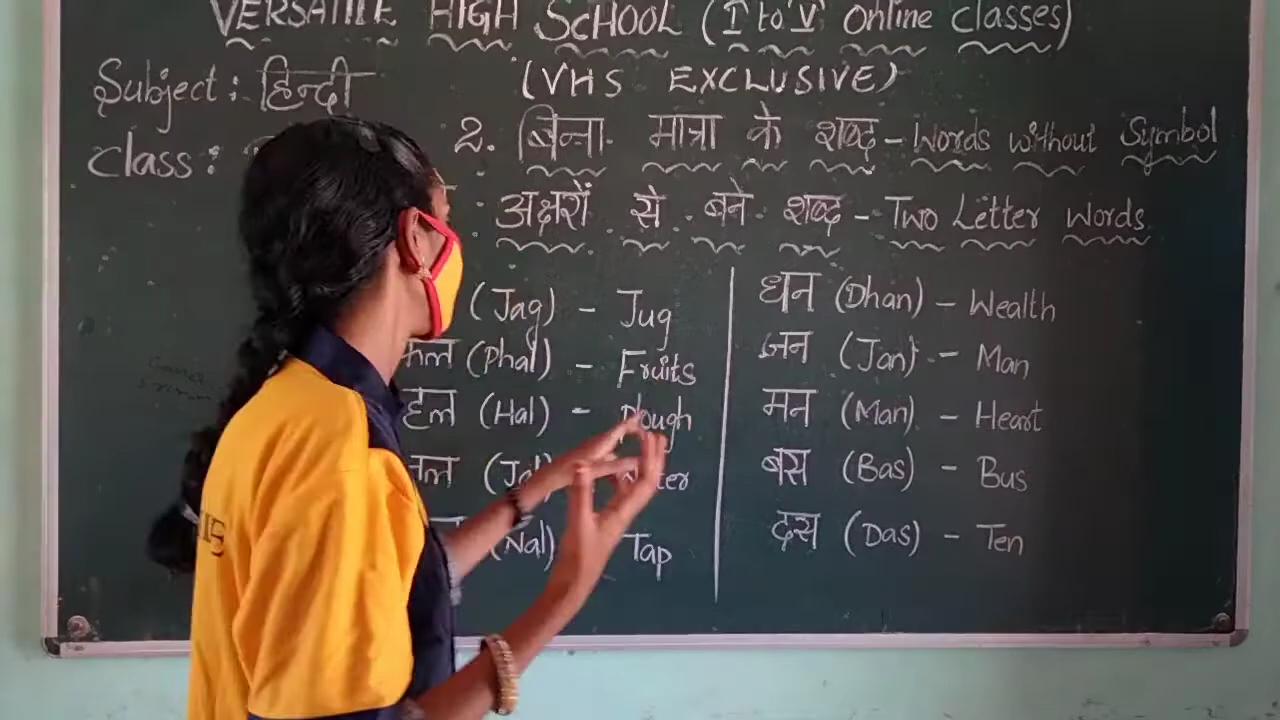 VERSATILE HIGH SCHOOL (I to V Online Classes)
Subject : हिन्दी
(VHS EXCLUSIVE)
Class :
2. बिना मात्रा के शब्द - Words without Symbol
अक्षरों से बने शब्द - Two Letter Words
(Jag) - Jug
फल (Phal) - Fruits
हल (Hal) - Plough
(Nal) Tap
धन (Dhan) - Wealth
जन (Jan) - Man
मन (Man) - Heart
बस (Bas) - Bus
दस (Das) - Ten